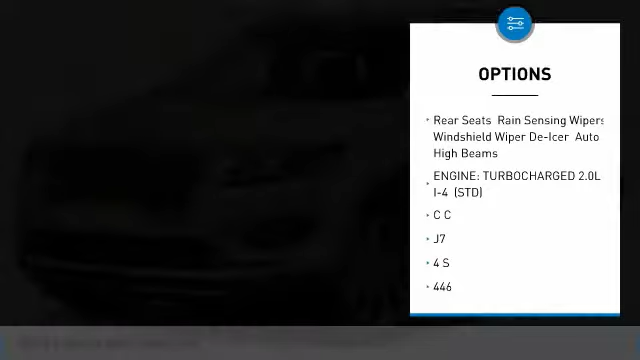 OPTIONS
Rear Seats Rain Sensing Wipers
Windshield Wiper De-Icer Auto
High Beams
ENGINE: TURBOCHARGED 2.0L
I-4 (STD)
C C
J7
4 S
446